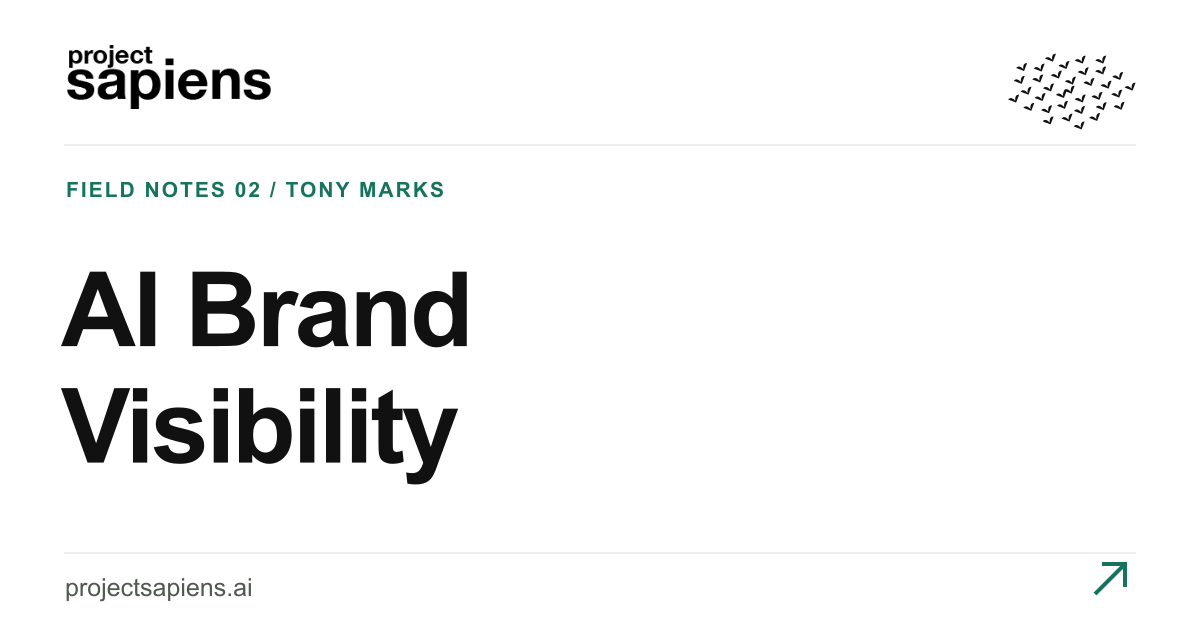 project
sapiens
FIELD NOTES 02 / TONY MARKS
AI Brand
Visibility
projectsapiens.ai